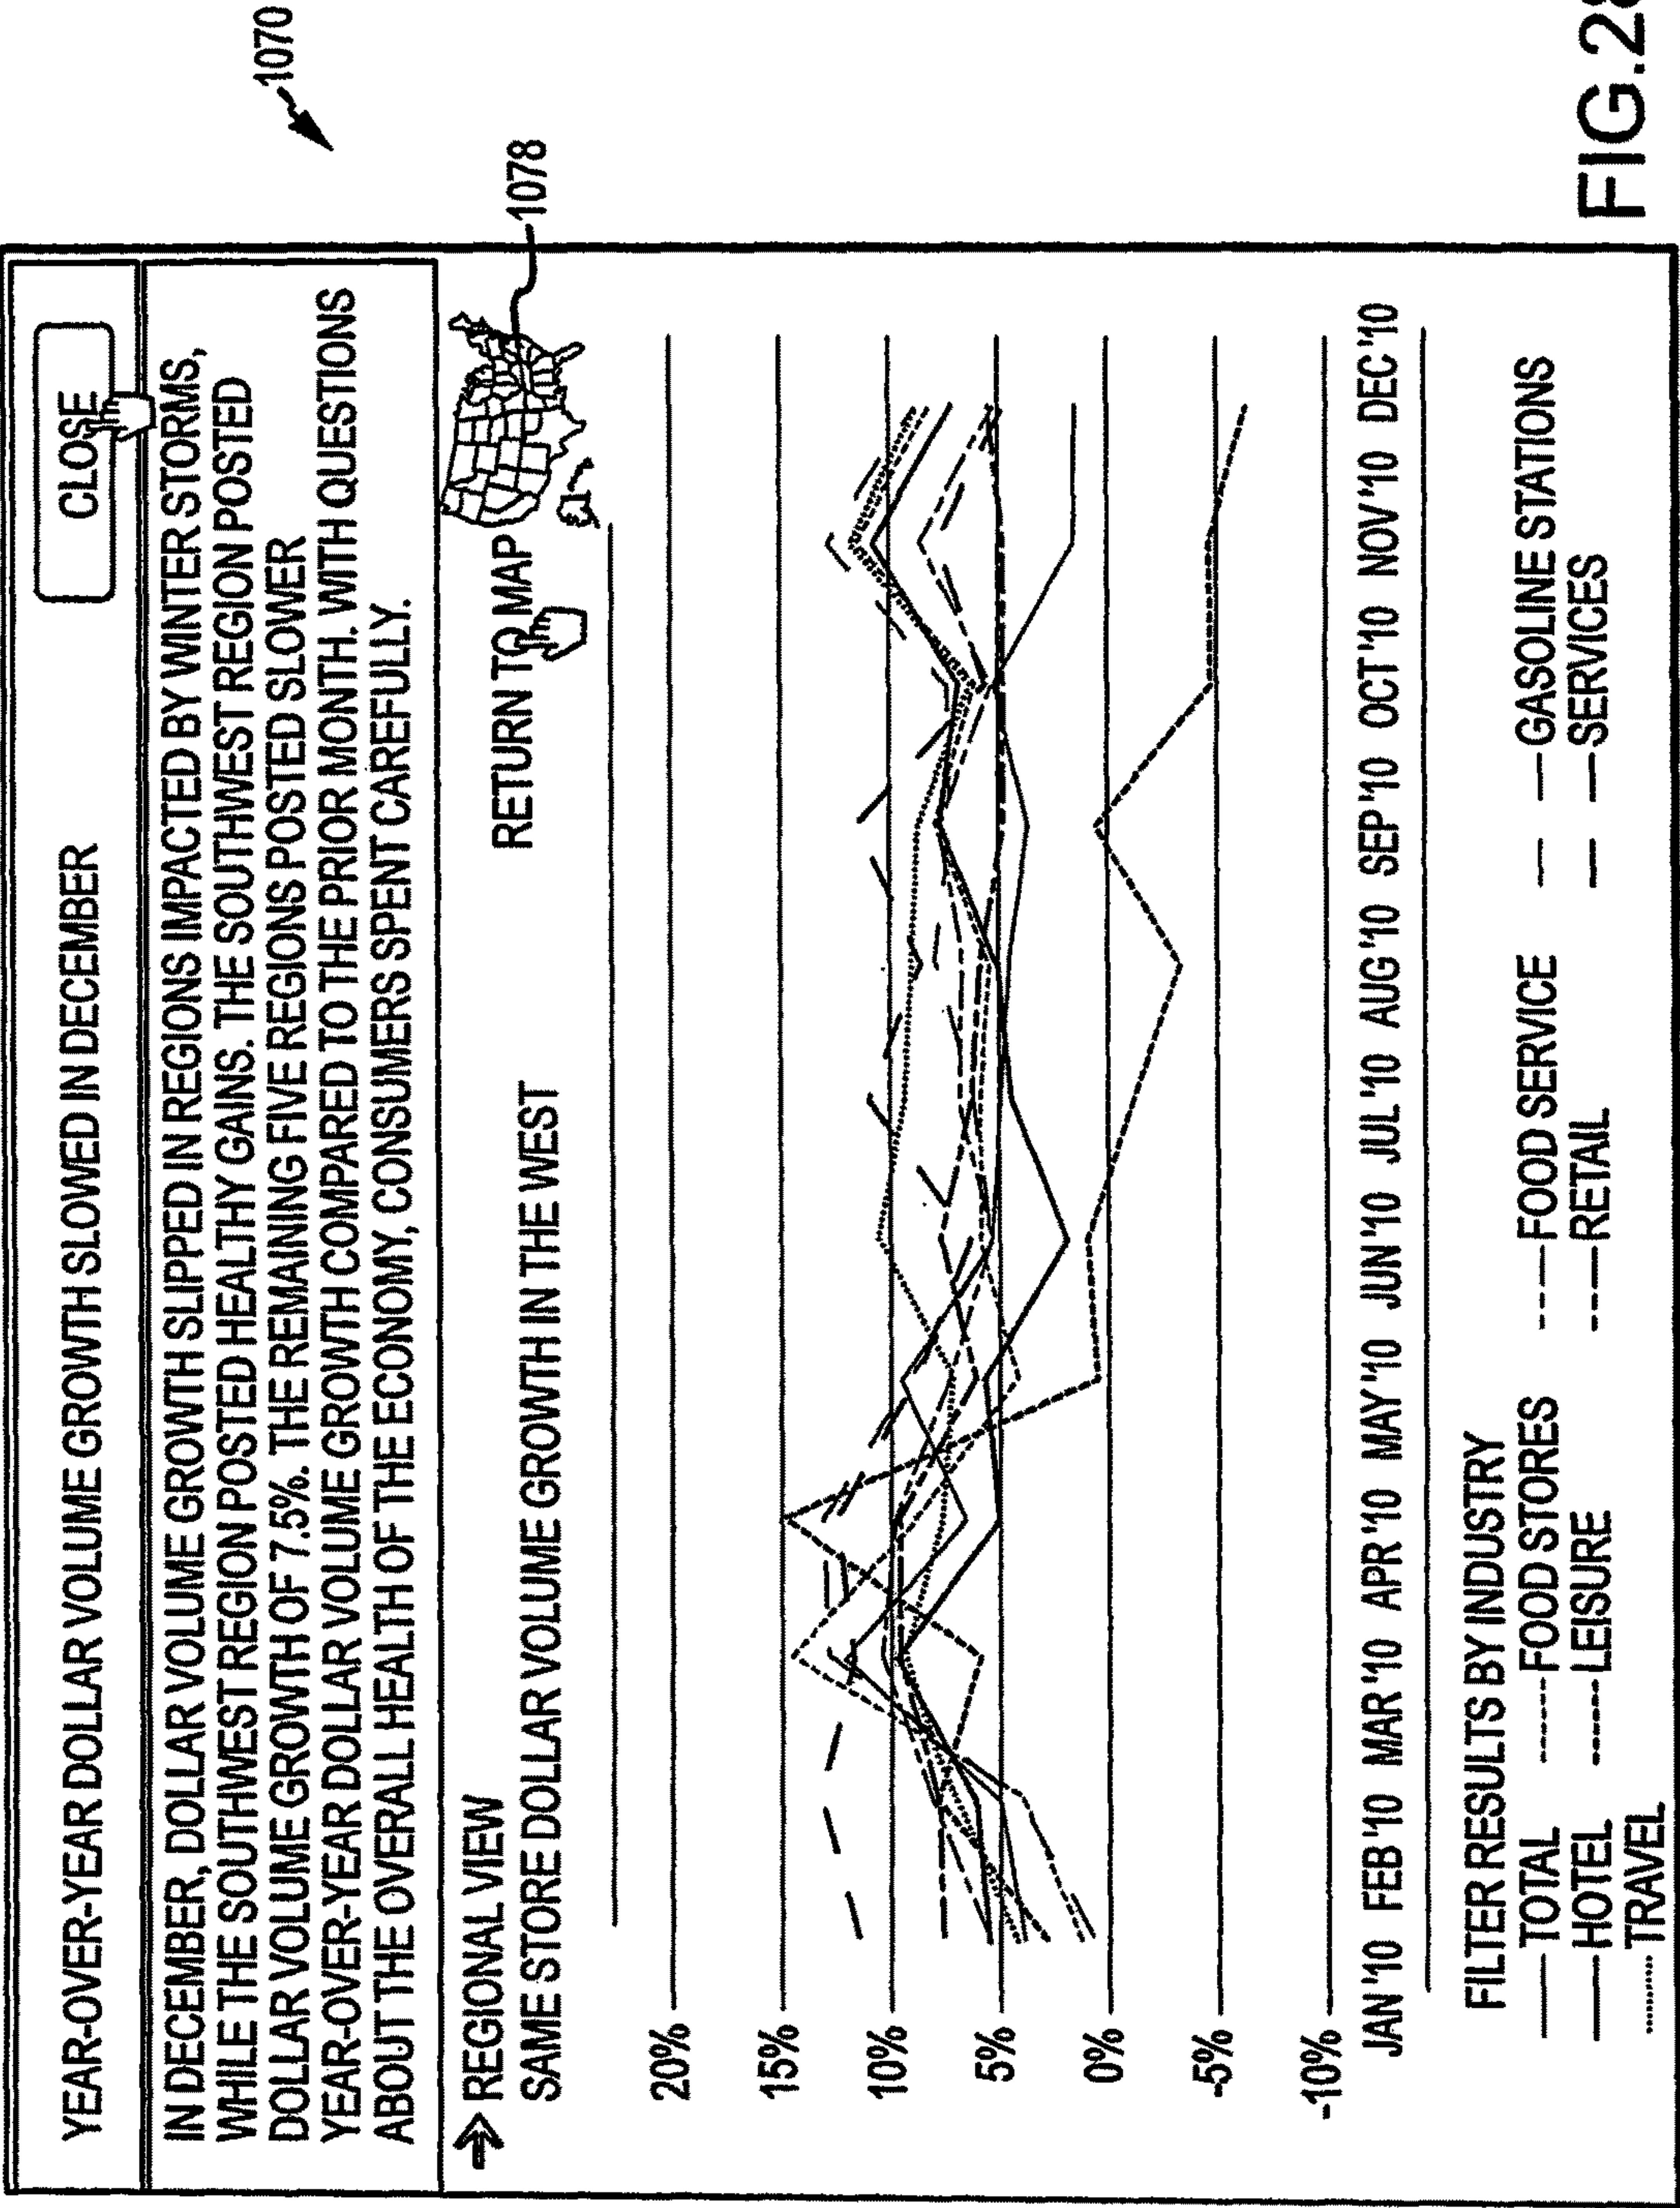 YEAR-OVER-YEAR DOLLAR VOLUME GROWTH SLOWED IN DECEMBER
CLOSE
IN DECEMBER, DOLLAR VOLUME GROWTH SLIPPED IN REGIONS IMPACTED BY WINTER STORMS,
WHILE THE SOUTHWEST REGION POSTED HEALTHY GAINS. THE SOUTHWEST REGION POSTED
DOLLAR VOLUME GROWTH OF 7.5%. THE REMAINING FIVE REGIONS POSTED SLOWER
YEAR-OVER-YEAR DOLLAR VOLUME GROWTH COMPARED TO THE PRIOR MONTH. WITH QUESTIONS
ABOUT THE OVERALL HEALTH OF THE ECONOMY, CONSUMERS SPENT CAREFULLY.
1070
REGIONAL VIEW
SAME STORE DOLLAR VOLUME GROWTH IN THE WEST
RETURN TO MAP
1078
20%
15%
10%
5%
0%
-5%
-10%
JAN '10 FEB '10 MAR '10 APR '10 MAY '10 JUN '10 JUL '10 AUG '10 SEP '10 OCT '10 NOV '10 DEC '10
FILTER RESULTS BY INDUSTRY
TOTAL FOOD STORES FOOD SERVICE GASOLINE STATIONS
HOTEL LEISURE RETAIL SERVICES
TRAVEL
FIG.28